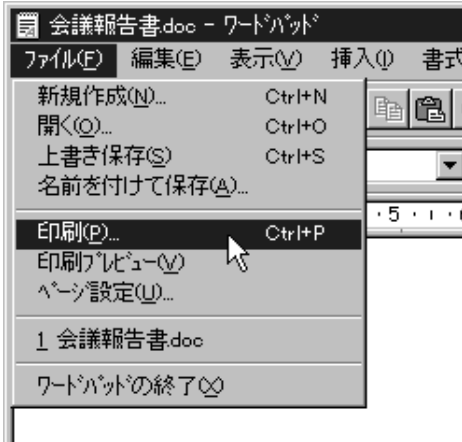 会議報告書.doc - ワードパッド
ファイル(F) 編集(E) 表示(V) 挿入(I) 書式
新規作成(N)... Ctrl+N
開く(O)... Ctrl+O
上書き保存(S) Ctrl+S
名前を付けて保存(A)...
· 5 · ı · ı
印刷(P)... Ctrl+P
印刷プレビュー(V)
ページ設定(U)...
1 会議報告書.doc
ワードパッドの終了(X)